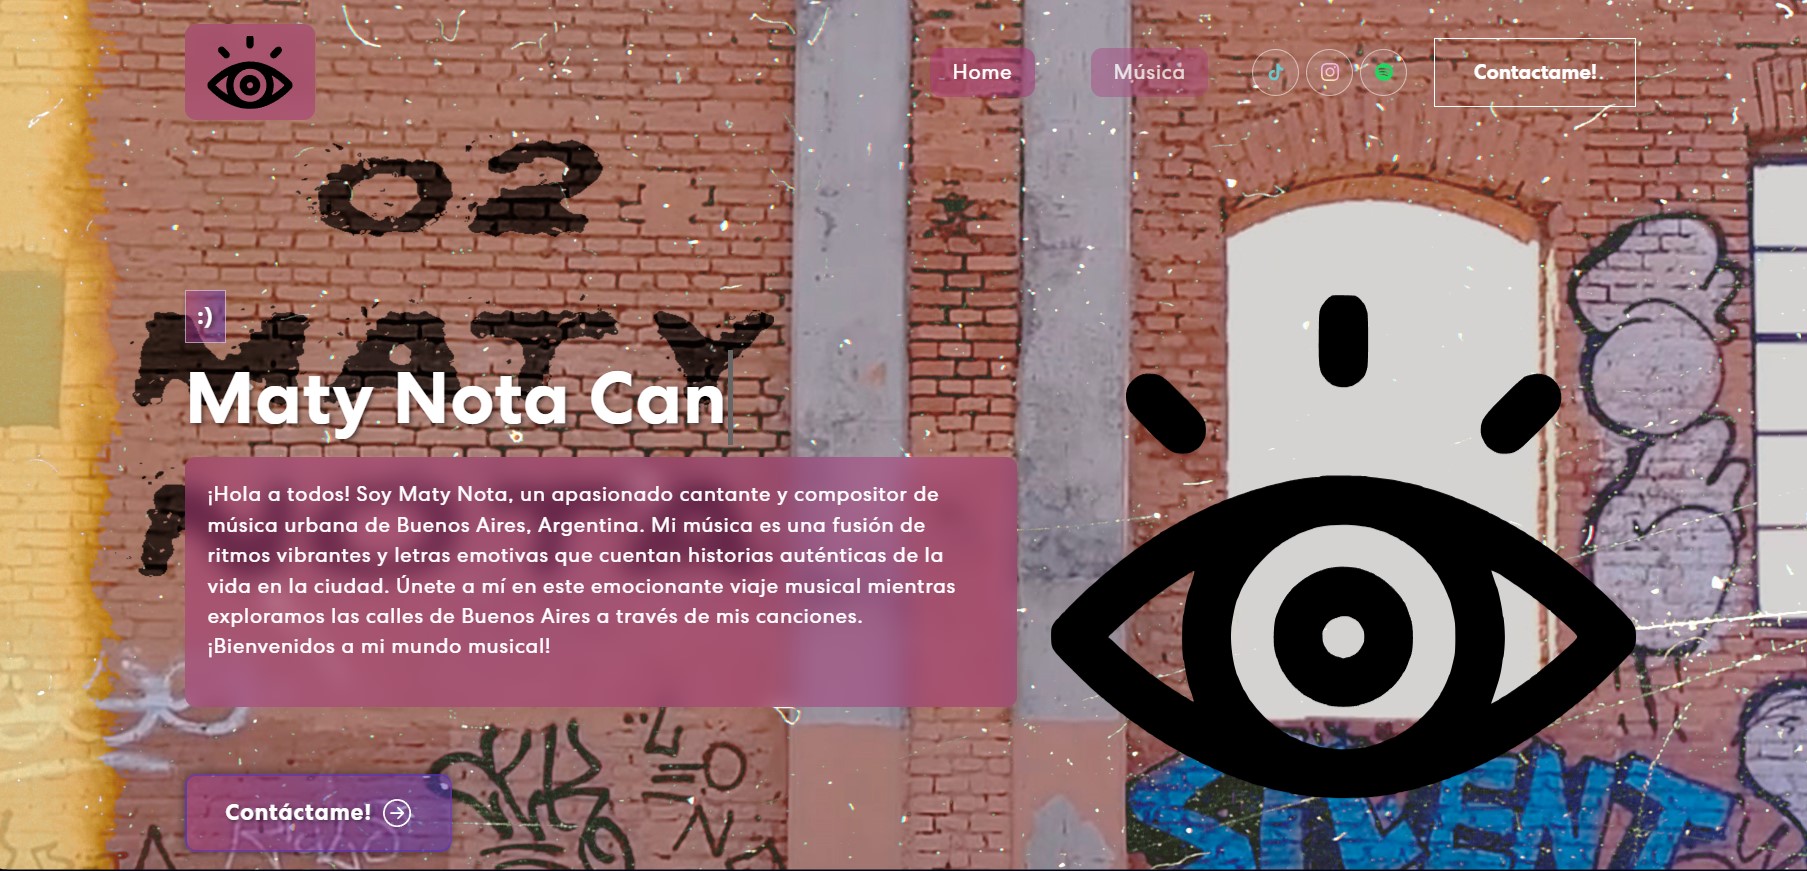 Home
Música
Contactame!
O2
:)
MATY
Maty Nota Can
¡Hola a todos! Soy Maty Nota, un apasionado cantante y compositor de
música urbana de Buenos Aires, Argentina. Mi música es una fusión de
ritmos vibrantes y letras emotivas que cuentan historias auténticas de la
vida en la ciudad. Únete a mí en este emocionante viaje musical mientras
exploramos las calles de Buenos Aires a través de mis canciones.
¡Bienvenidos a mi mundo musical!
Contáctame!